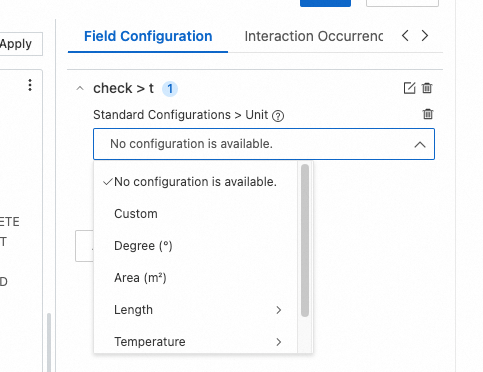 Apply
Field Configuration
Interaction Occurrenc
check > t 1
Standard Configurations > Unit ?
No configuration is available.
No configuration is available.
Custom
Degree (°)
Area (m²)
Length
Temperature
ETE
T
D